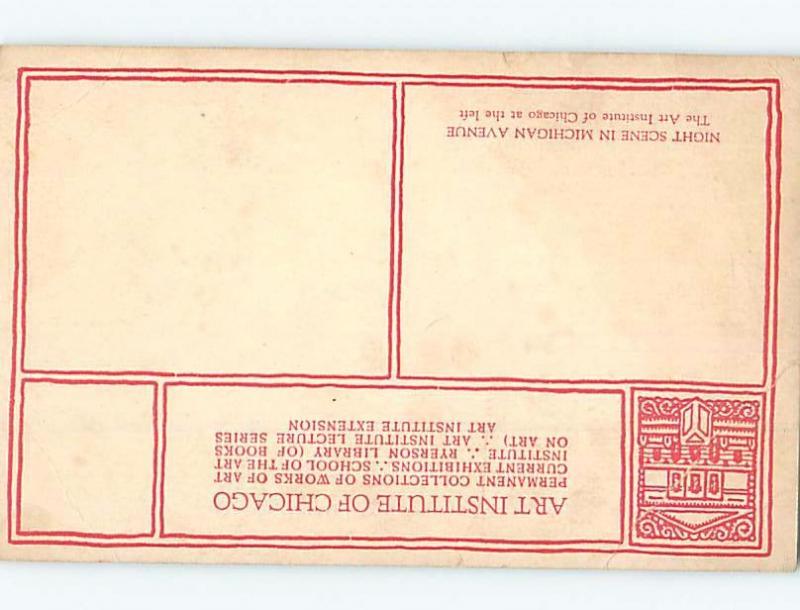 ART INSTITUTE OF CHICAGO
PERMANENT COLLECTIONS OF WORKS OF ART
CURRENT EXHIBITIONS ∴ SCHOOL OF THE ART
INSTITUTE ∴ RYERSON LIBRARY (OF BOOKS
ON ART) ∴ ART INSTITUTE LECTURE SERIES
ART INSTITUTE EXTENSION
NIGHT SCENE IN MICHIGAN AVENUE
The Art Institute of Chicago at the left